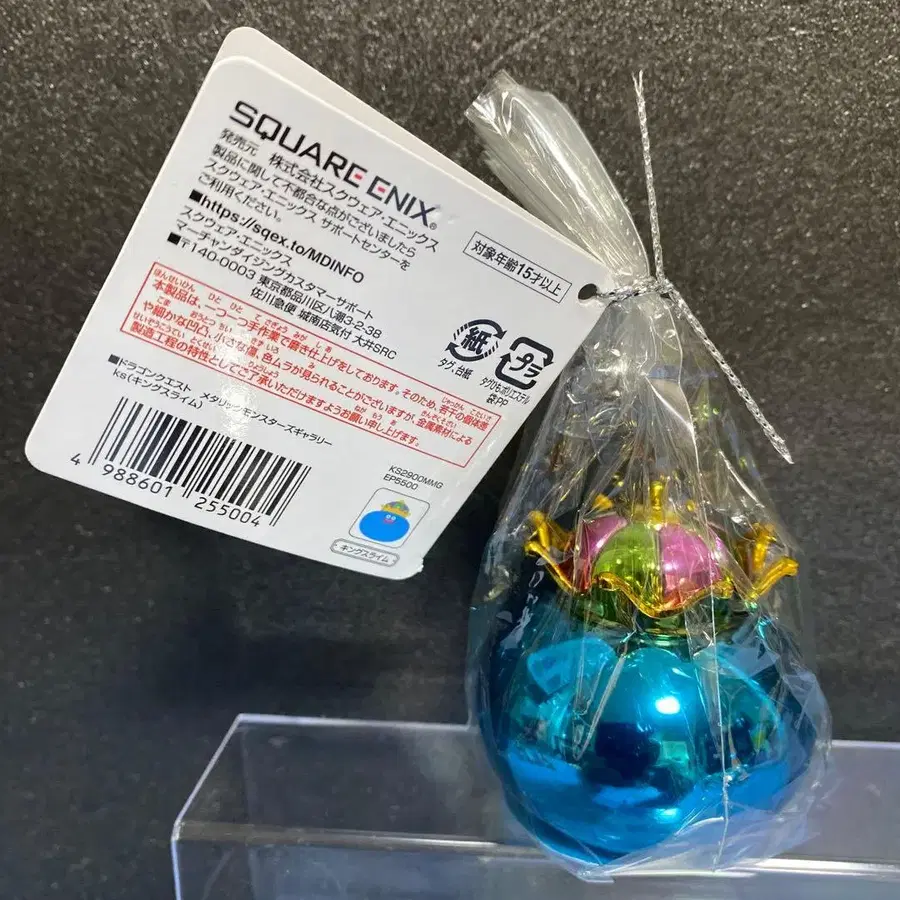 SQUARE ENIX®
発売元 株式会社スクウェア・エニックス
製品に関して不都合な点がございましたら
スクウェア・エニックス サポートセンターを
ご利用ください。
■https://sqex.to/MDINFO
スクウェア・エニックス
マーチャンダイジングカスタマーサポート
■〒140-0003 東京都品川区八潮3-2-38
佐川急便 城南店気付 大井SRC
対象年齢15才以上
紙
タグ、台紙
プラ
タグひも:ポリエステル
袋:PP
本製品は、一つ一つ手作業で磨き仕上げをしております。そのため、若干の個体差
や細かな凹凸、小さな傷、色ムラが見られることがございますが、金属素材による
製造工程の特性としてご了承いただけますようお願い申し上げます。
■ドラゴンクエスト メタリックモンスターズギャラリー
ks(キングスライム)
4 988601 255004
KS2900MMG
EP5500
キングスライム